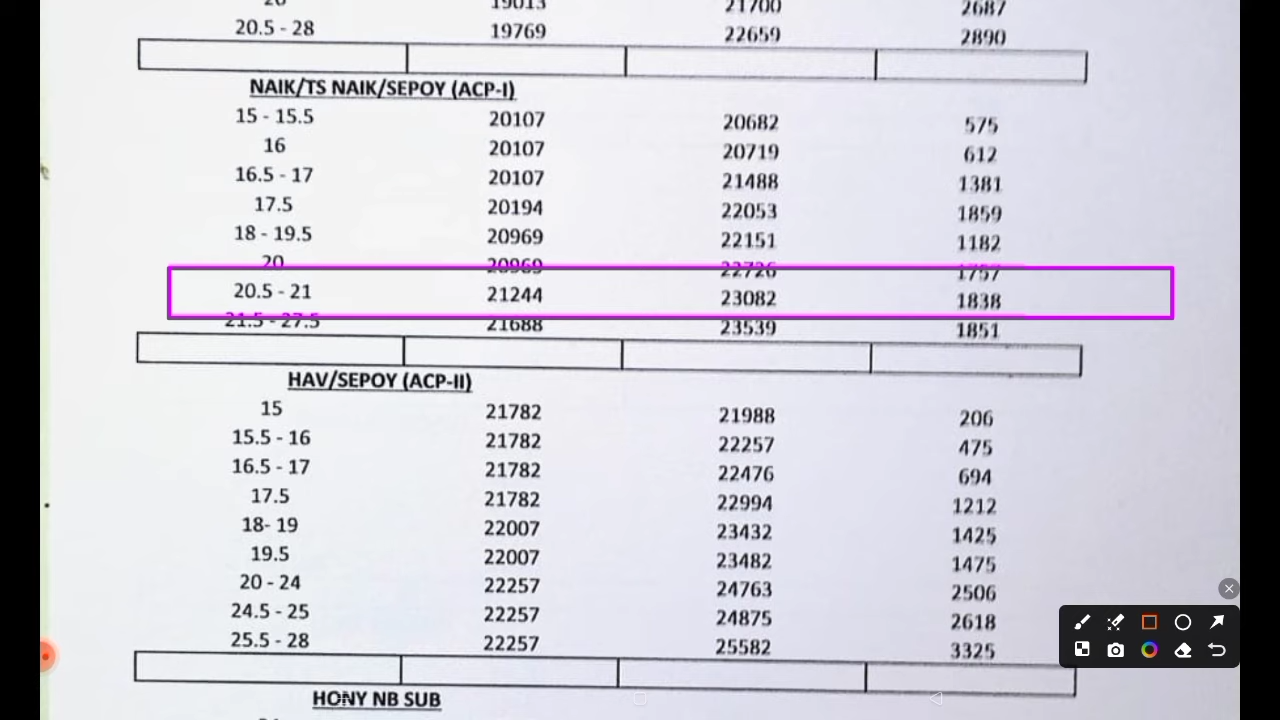 20 19013 21700 2687
20.5 - 28 19769 22659 2890
NAIK/TS NAIK/SEPOY (ACP-I)
15 - 15.5 20107 20682 575
16 20107 20719 612
16.5 - 17 20107 21488 1381
17.5 20194 22053 1859
18 - 19.5 20969 22151 1182
20 20969 22726 1757
20.5 - 21 21244 23082 1838
21.5 - 27.5 21688 23539 1851
HAV/SEPOY (ACP-II)
15 21782 21988 206
15.5 - 16 21782 22257 475
16.5 - 17 21782 22476 694
17.5 21782 22994 1212
18- 19 22007 23432 1425
19.5 22007 23482 1475
20 - 24 22257 24763 2506
24.5 - 25 22257 24875 2618
25.5 - 28 22257 25582 3325
HONY NB SUB